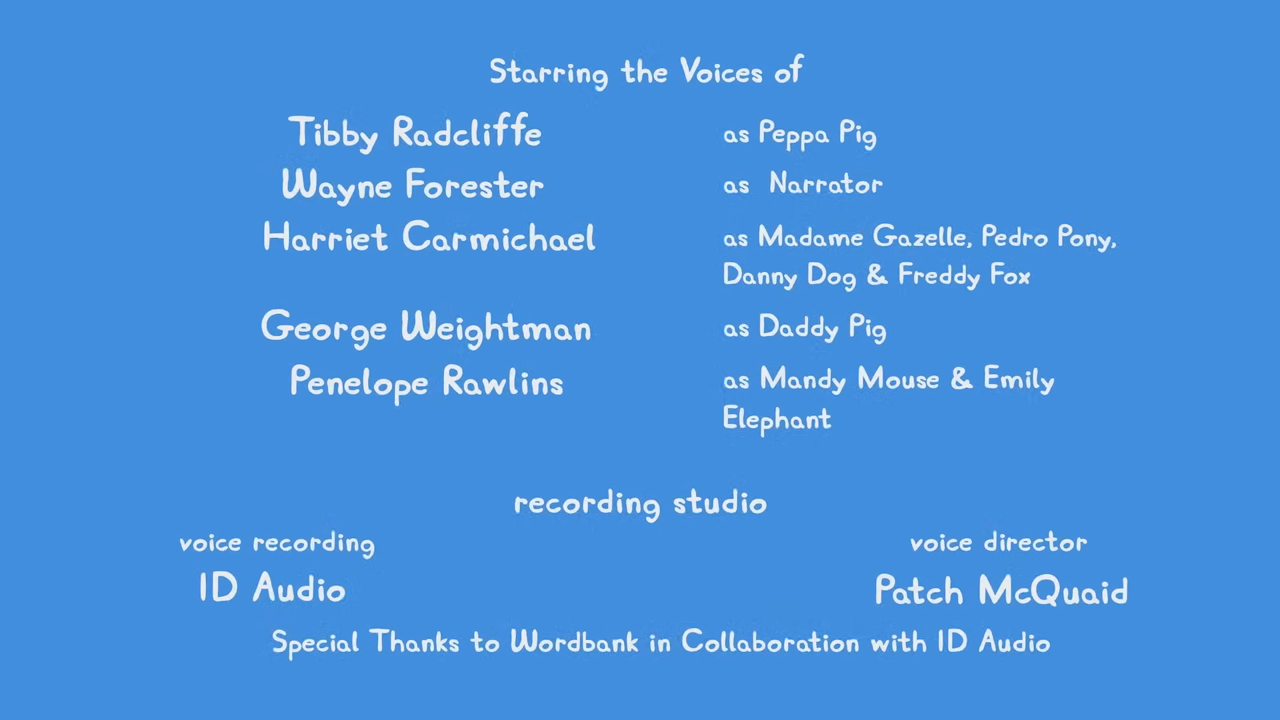 Starring the Voices of
Tibby Radcliffe as Peppa Pig
Wayne Forester as Narrator
Harriet Carmichael as Madame Gazelle, Pedro Pony,
Danny Dog & Freddy Fox
George Weightman as Daddy Pig
Penelope Rawlins as Mandy Mouse & Emily
Elephant
recording studio
voice recording voice director
ID Audio Patch McQuaid
Special Thanks to Wordbank in Collaboration with ID Audio